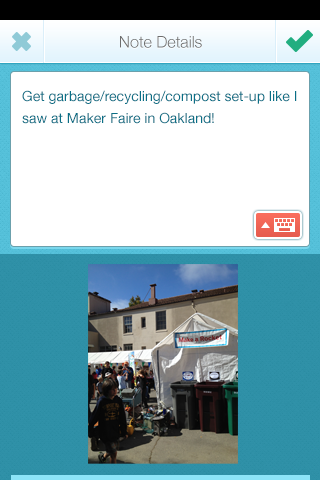 Note Details
Get garbage/recycling/compost set-up like I
saw at Maker Faire in Oakland!
Make a Rocket